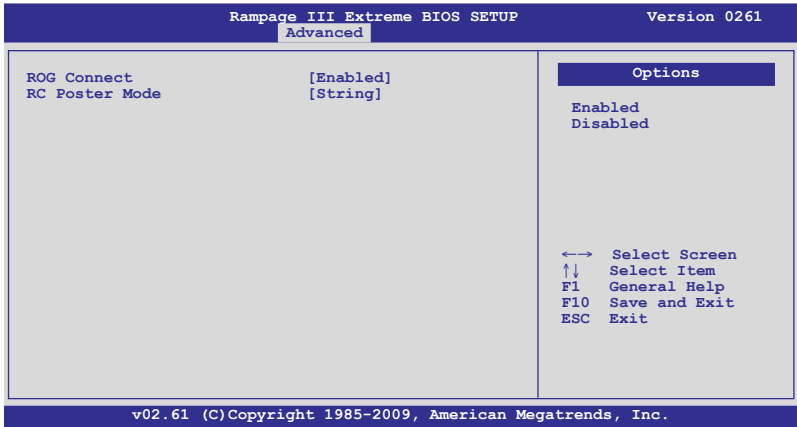 Rampage III Extreme BIOS SETUP Version 0261
Advanced
ROG Connect [Enabled]
RC Poster Mode [String]
Options
Enabled
Disabled
←→ Select Screen
↑↓ Select Item
F1 General Help
F10 Save and Exit
ESC Exit
v02.61 (C)Copyright 1985-2009, American Megatrends, Inc.